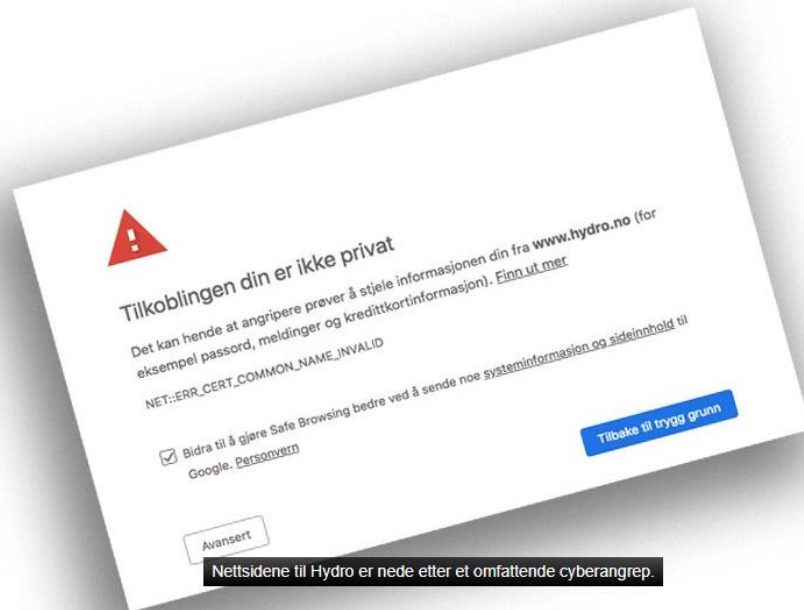 Tilkoblingen din er ikke privat
Det kan hende at angripere prøver å stjele informasjonen din fra www.hydro.no (for
eksempel passord, meldinger og kredittkortinformasjon). Finn ut mer
NET::ERR_CERT_COMMON_NAME_INVALID
Bidra til å gjøre Safe Browsing bedre ved å sende noe systeminformasjon og sideinnhold til
Google. Personvern
Tilbake til trygg grunn
Avansert
Nettsidene til Hydro er nede etter et omfattende cyberangrep.